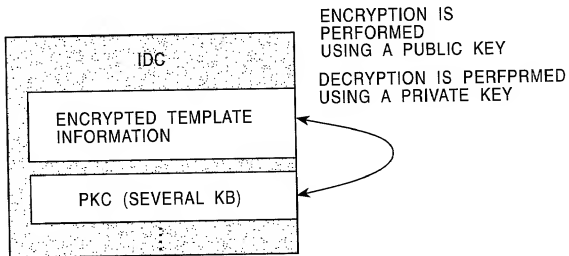 ENCRYPTION IS
PERFORMED
USING A PUBLIC KEY
DECRYPTION IS PERFPRMED
USING A PRIVATE KEY
IDC
ENCRYPTED TEMPLATE
INFORMATION
PKC (SEVERAL KB)